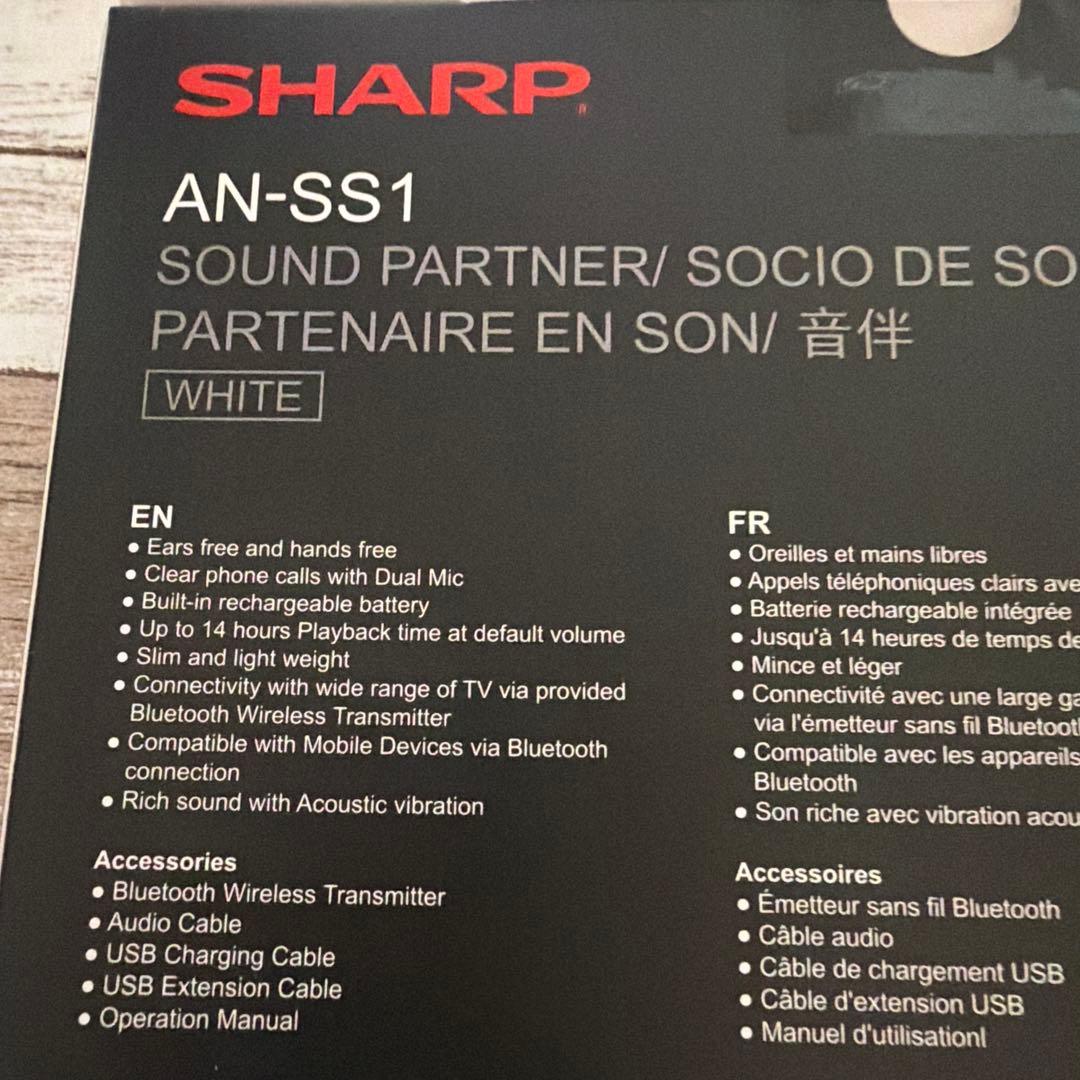 SHARP
AN-SS1
SOUND PARTNER/ SOCIO DE SO
PARTENAIRE EN SON/ 音伴
WHITE
EN
• Ears free and hands free
• Clear phone calls with Dual Mic
• Built-in rechargeable battery
• Up to 14 hours Playback time at default volume
• Slim and light weight
• Connectivity with wide range of TV via provided
Bluetooth Wireless Transmitter
• Compatible with Mobile Devices via Bluetooth
connection
• Rich sound with Acoustic vibration
Accessories
• Bluetooth Wireless Transmitter
• Audio Cable
• USB Charging Cable
• USB Extension Cable
• Operation Manual
FR
• Oreilles et mains libres
• Appels téléphoniques clairs ave
• Batterie rechargeable intégrée
• Jusqu'à 14 heures de temps de
• Mince et léger
• Connectivité avec une large ga
via l'émetteur sans fil Bluetoot
• Compatible avec les appareils
Bluetooth
• Son riche avec vibration acou
Accessoires
• Émetteur sans fil Bluetooth
• Câble audio
• Câble de chargement USB
• Câble d'extension USB
• Manuel d'utilisationl